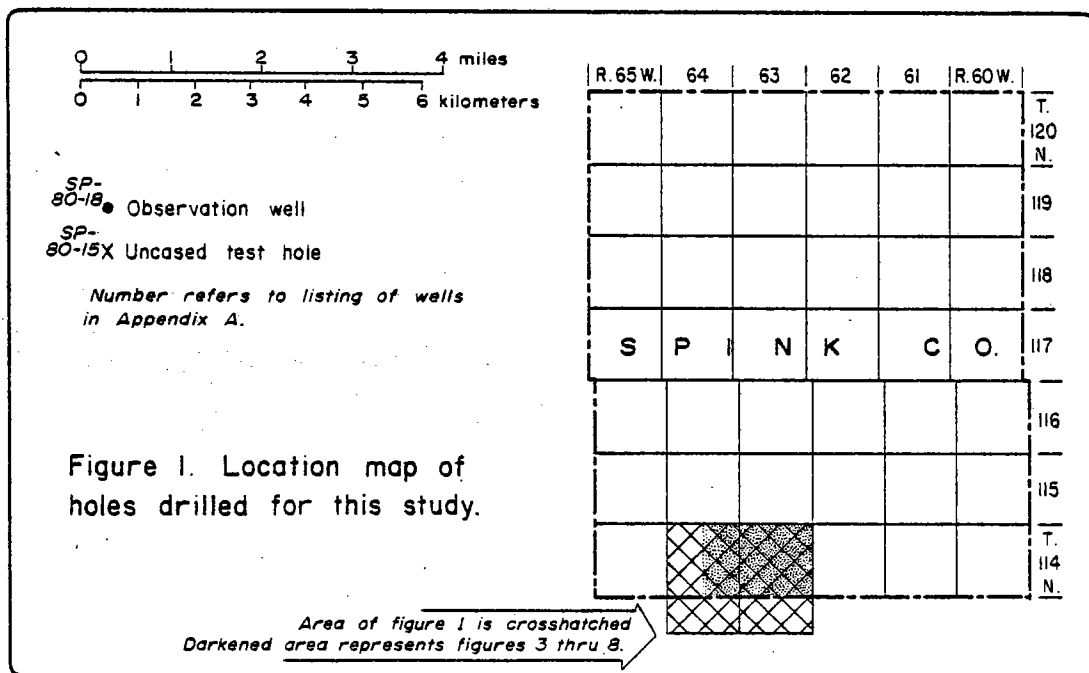 0 1 2 3 4 miles
0 1 2 3 4 5 6 kilometers
SP-
80-18 Observation well
SP-
80-15 X Uncased test hole
Number refers to listing of wells
in Appendix A.
Figure 1. Location map of
holes drilled for this study.
R. 65 W. 64 63 62 61 R. 60 W.
T.
120
N.
119
118
SPINK CO. 117
116
115
T.
114
N.
Area of figure 1 is crosshatched
Darkened area represents figures 3 thru 8.